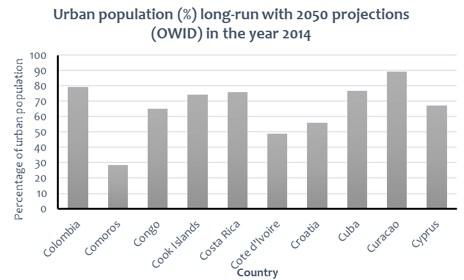 Urban population (%) long-run with 2050 projections
(OWID) in the year 2014
Percentage of urban population
100
90
80
70
60
50
40
30
20
10
0
Colombia
Comoros
Congo
Cook Islands
Costa Rica
Cote d'Ivoire
Croatia
Cuba
Curacao
Cyprus
Country